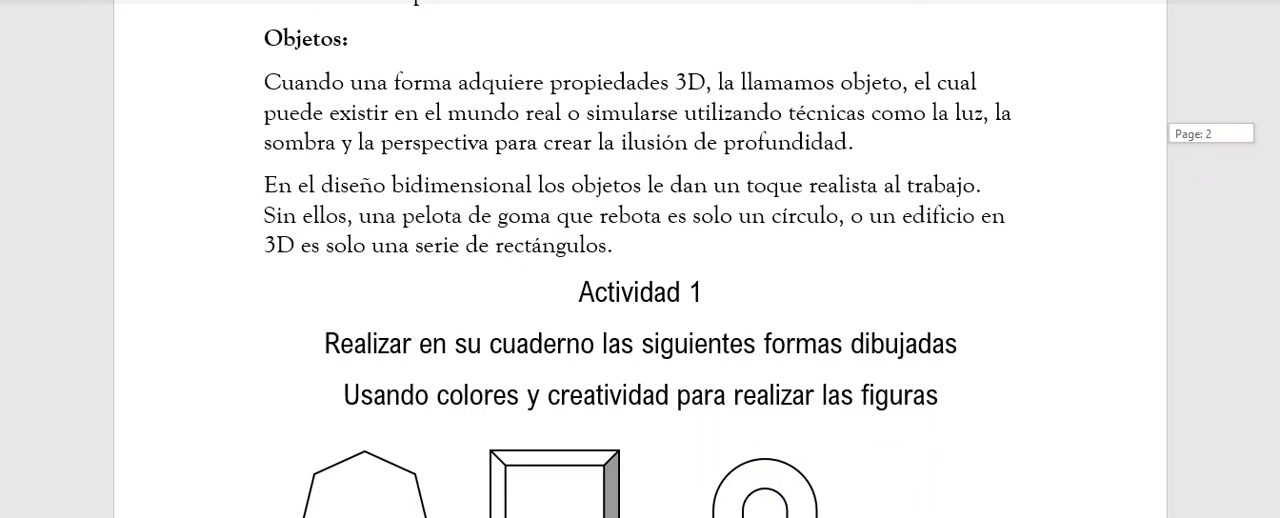 Objetos:
Cuando una forma adquiere propiedades 3D, la llamamos objeto, el cual
puede existir en el mundo real o simularse utilizando técnicas como la luz, la
sombra y la perspectiva para crear la ilusión de profundidad.
En el diseño bidimensional los objetos le dan un toque realista al trabajo.
Sin ellos, una pelota de goma que rebota es solo un círculo, o un edificio en
3D es solo una serie de rectángulos.
Actividad 1
Realizar en su cuaderno las siguientes formas dibujadas
Usando colores y creatividad para realizar las figuras
Page: 2